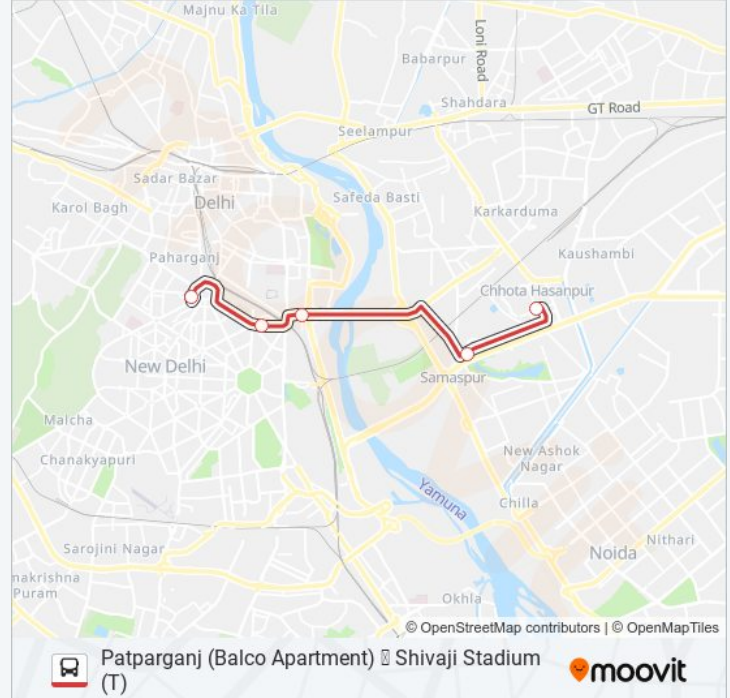 Majnu Ka Tila
Loni Road
Babarpur
Shahdara
GT Road
Seelampur
Sadar Bazar
Safeda Basti
Karol Bagh
Delhi
Karkarduma
Paharganj
Kaushambi
Chhota Hasanpur
New Delhi
Samaspur
Malcha
Chanakyapuri
New Ashok
Nagar
Yamuna
Chilla
Sarojini Nagar
Noida
Nithari
makrishna
Puram
Okhla
© OpenStreetMap contributors | © OpenMapTiles
Patparganj (Balco Apartment) Shivaji Stadium
(T)
moovit